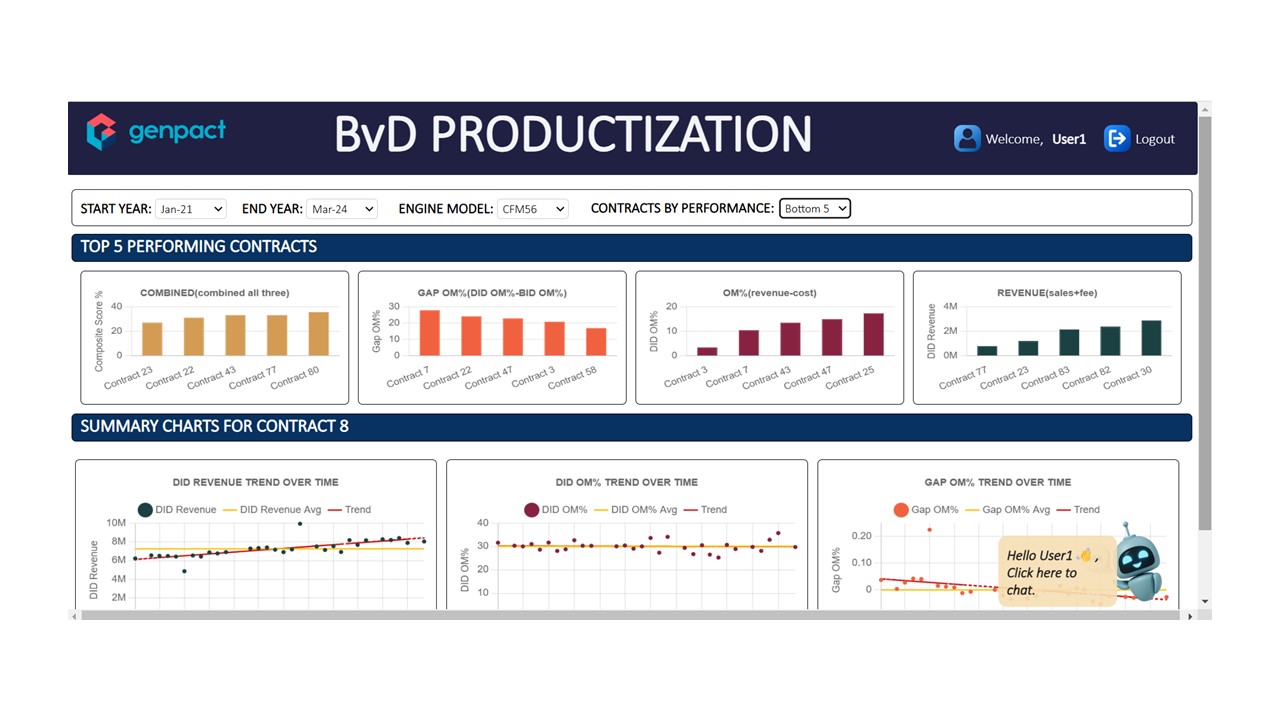 genpact
BvD PRODUCTIZATION
Welcome, User1
Logout
START YEAR: Jan-21 END YEAR: Mar-24 ENGINE MODEL: CFM56 CONTRACTS BY PERFORMANCE: Bottom 5
TOP 5 PERFORMING CONTRACTS
COMBINED(combined all three)
Composite Score %
40
20
0
Contract 23 Contract 22 Contract 43 Contract 77 Contract 80
GAP OM%(DID OM%-BID OM%)
Gap OM%
30
20
10
0
Contract 7 Contract 22 Contract 47 Contract 3 Contract 58
OM%(revenue-cost)
DID OM%
20
10
0
Contract 3 Contract 7 Contract 43 Contract 47 Contract 25
REVENUE(sales+fee)
DID Revenue
4M
2M
0M
Contract 77 Contract 23 Contract 83 Contract 82 Contract 30
SUMMARY CHARTS FOR CONTRACT 8
DID REVENUE TREND OVER TIME
DID Revenue DID Revenue Avg Trend
DID Revenue
10M
8M
6M
4M
2M
DID OM% TREND OVER TIME
DID OM% DID OM% Avg Trend
DID OM%
40
30
20
10
GAP OM% TREND OVER TIME
Gap OM% Gap OM% Avg Trend
Gap OM%
0.20
0.10
0
Hello User1 👋 ,
Click here to
chat.